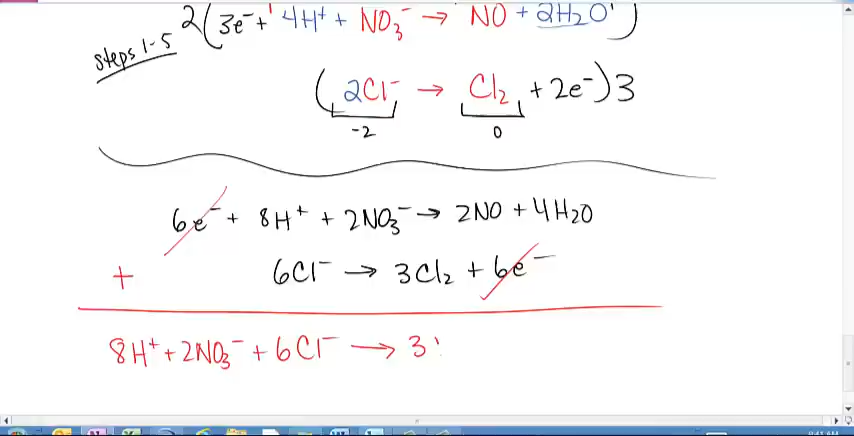 2(3e⁻ + 4H⁺ + NO₃⁻ → NO + 2H₂O)
Steps 1-5
(2Cl⁻ → Cl₂ + 2e⁻)3
-2 0
6e⁻ + 8H⁺ + 2NO₃⁻ → 2NO + 4H₂O
+ 6Cl⁻ → 3Cl₂ + 6e⁻
8H⁺ + 2NO₃⁻ + 6Cl⁻ → 3